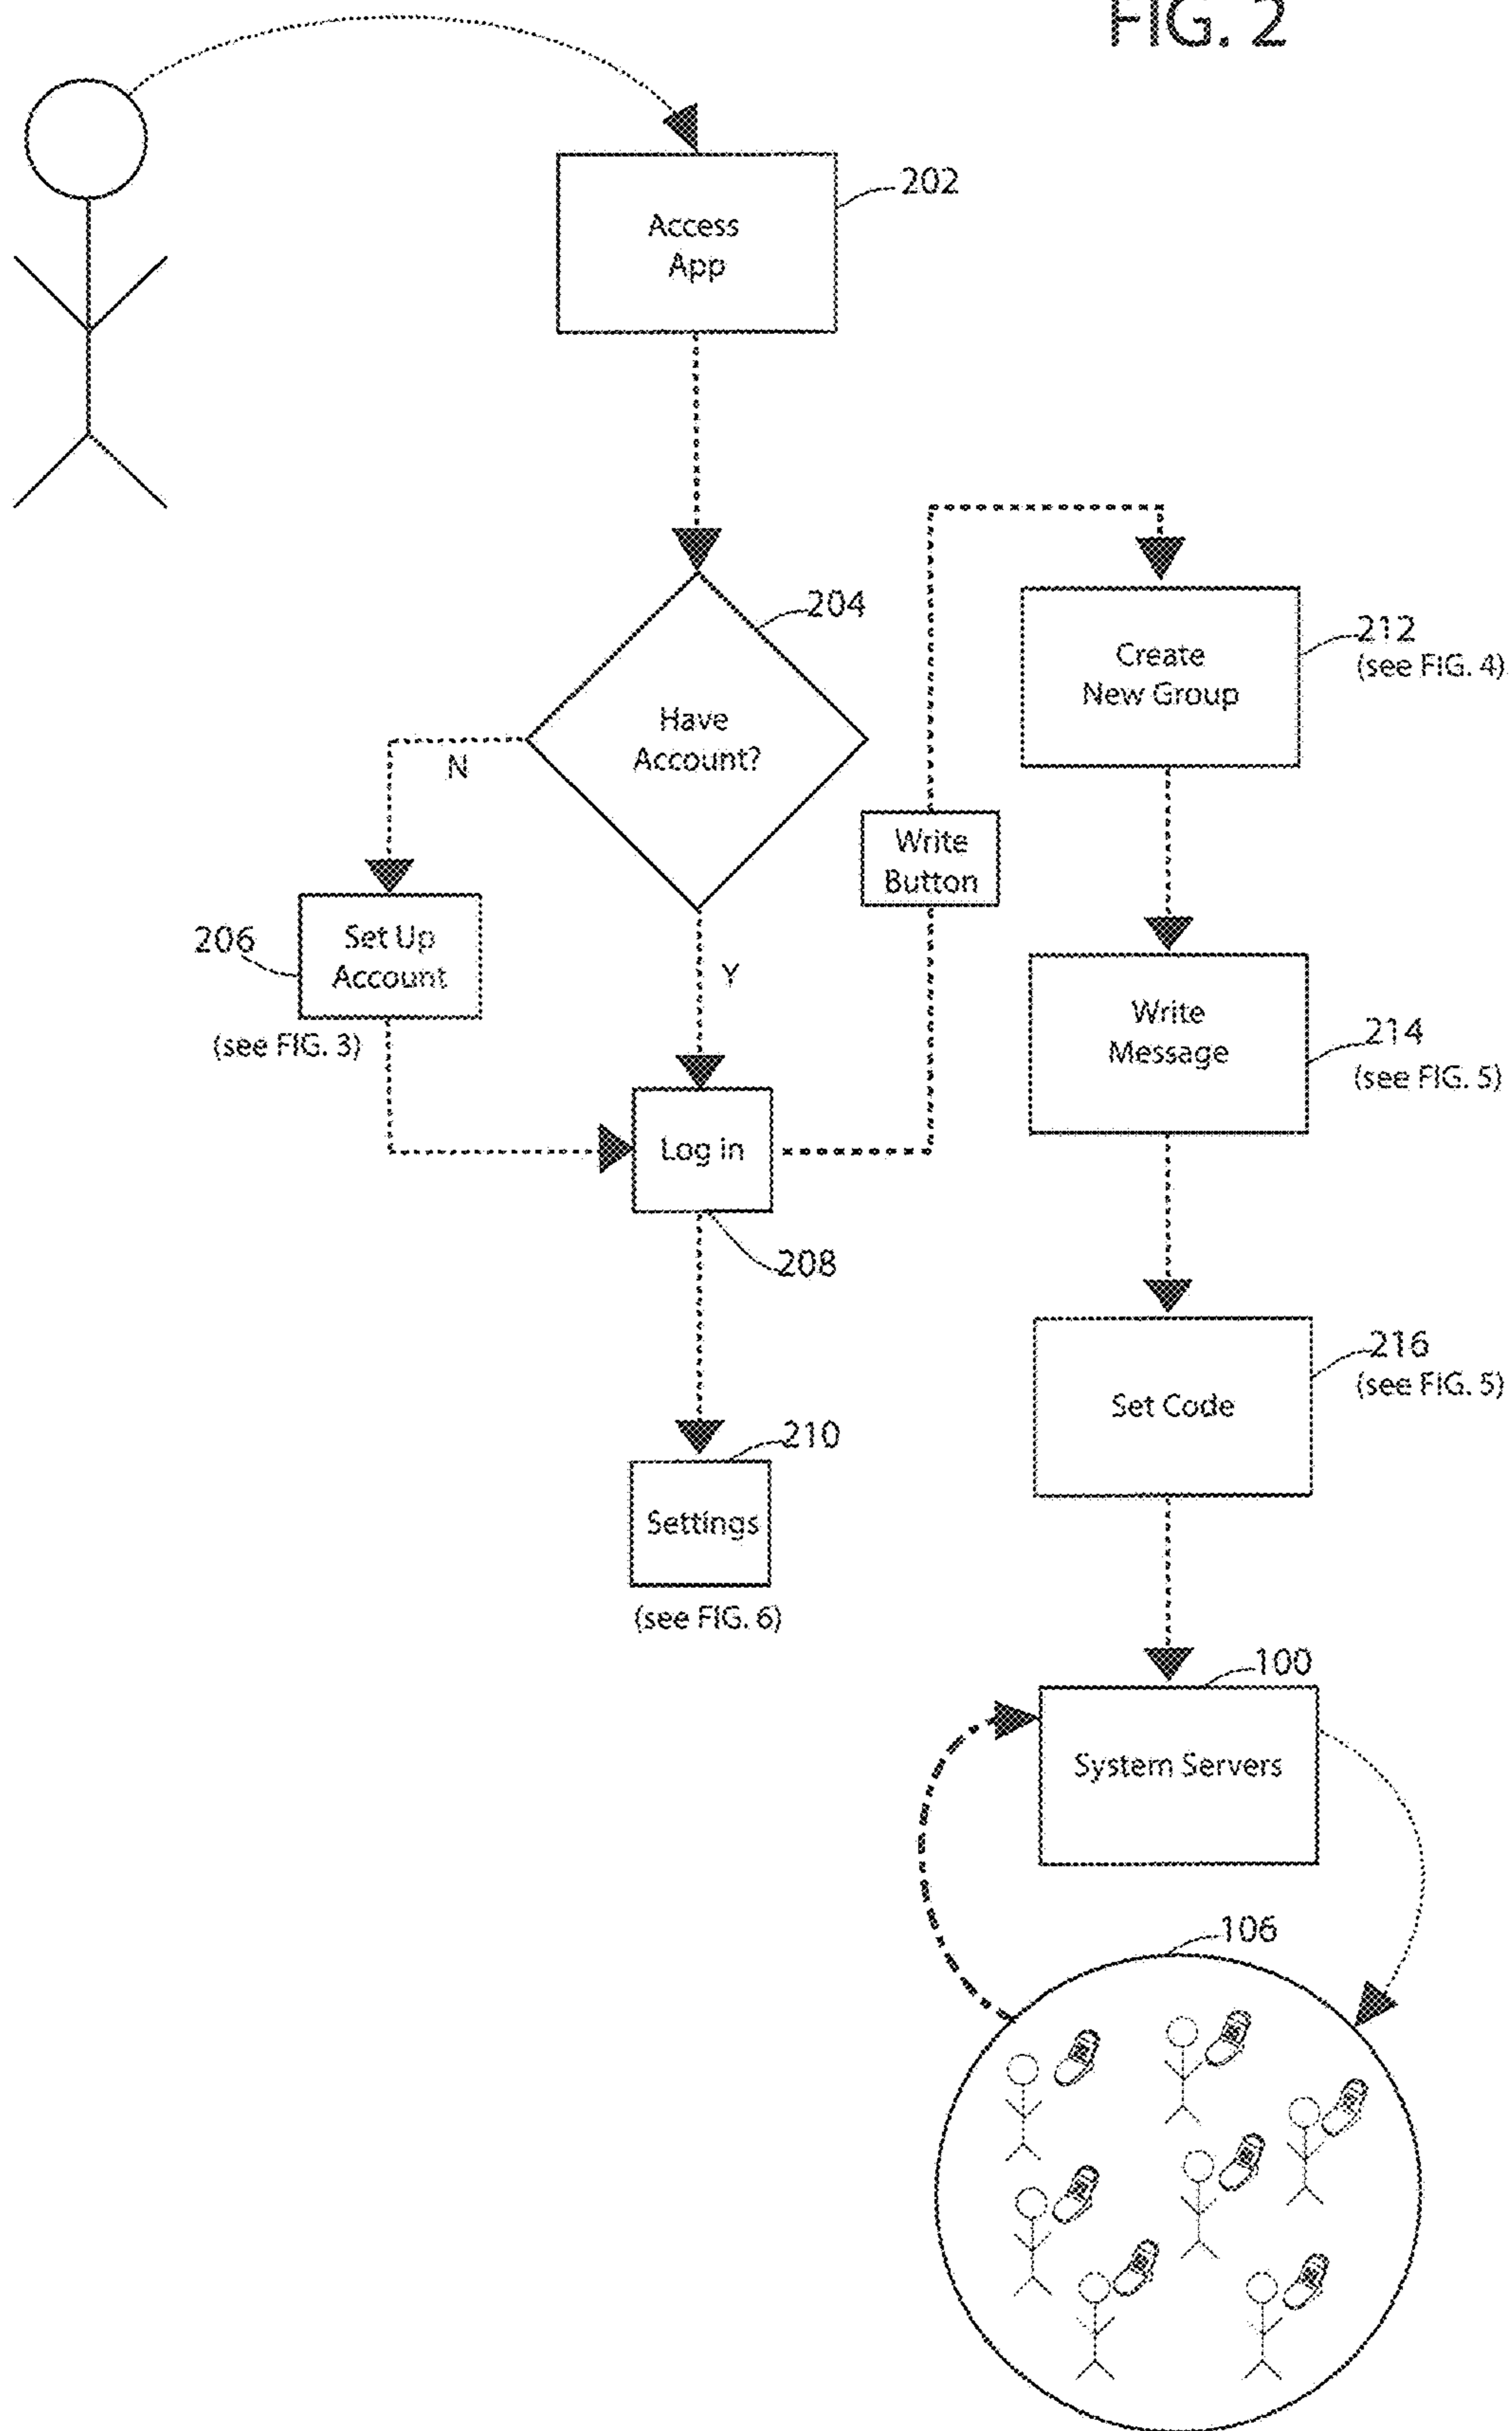 FIG. 2
202
Access
App
204
Have
Account?
N
Y
206
Set Up
Account
(see FIG. 3)
Log in
208
210
Settings
(see FIG. 6)
Write
Button
212
(see FIG. 4)
Create
New Group
Write
Message
214
(see FIG. 5)
216
(see FIG. 5)
Set Code
100
System Servers
106